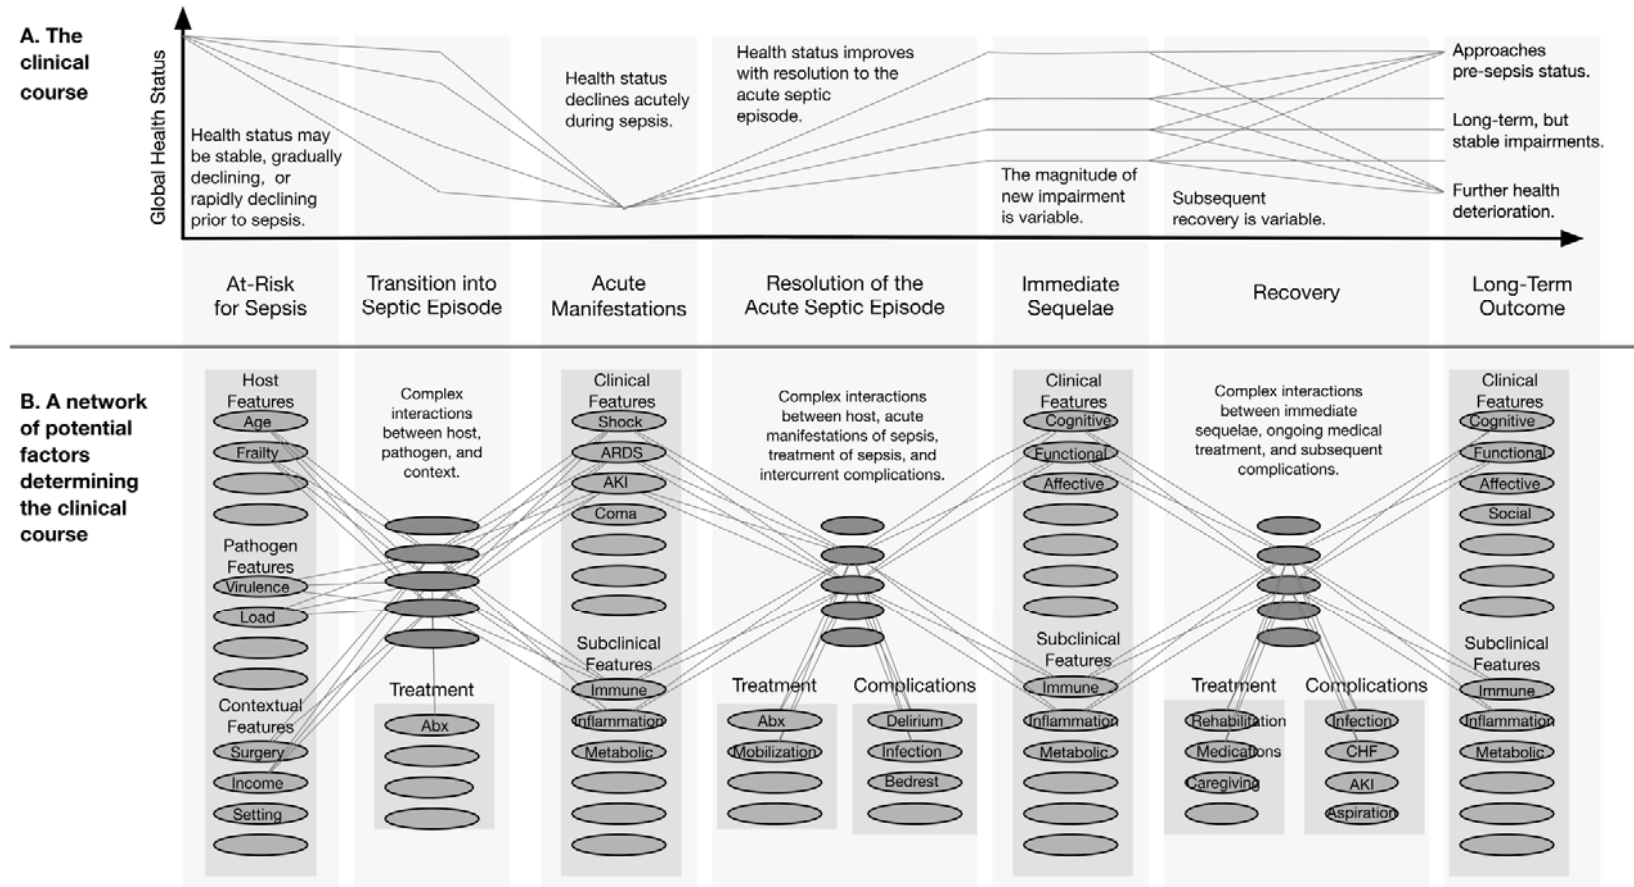 A. The
clinical
course
Global Health Status
Health status may
be stable, gradually
declining, or
rapidly declining
prior to sepsis.
Health status
declines acutely
during sepsis.
Health status improves
with resolution to the
acute septic
episode.
The magnitude of
new impairment
is variable.
Subsequent
recovery is variable.
Approaches
pre-sepsis status.
Long-term, but
stable impairments.
Further health
deterioration.
At-Risk
for Sepsis
Transition into
Septic Episode
Acute
Manifestations
Resolution of the
Acute Septic Episode
Immediate
Sequelae
Recovery
Long-Term
Outcome
B. A network
of potential
factors
determining
the clinical
course
Host
Features
Age
Frailty
Pathogen
Features
Virulence
Load
Contextual
Features
Surgery
Income
Setting
Complex
interactions
between host,
pathogen, and
context.
Treatment
Abx
Clinical
Features
Shock
ARDS
AKI
Coma
Subclinical
Features
Immune
Inflammation
Metabolic
Complex interactions
between host, acute
manifestations of sepsis,
treatment of sepsis, and
intercurrent complications.
Treatment
Abx
Mobilization
Complications
Delirium
Infection
Bedrest
Clinical
Features
Cognitive
Functional
Affective
Subclinical
Features
Immune
Inflammation
Metabolic
Complex interactions
between immediate
sequelae, ongoing medical
treatment, and subsequent
complications.
Treatment
Rehabilitation
Medications
Caregiving
Complications
Infection
CHF
AKI
Aspiration
Clinical
Features
Cognitive
Functional
Affective
Social
Subclinical
Features
Immune
Inflammation
Metabolic